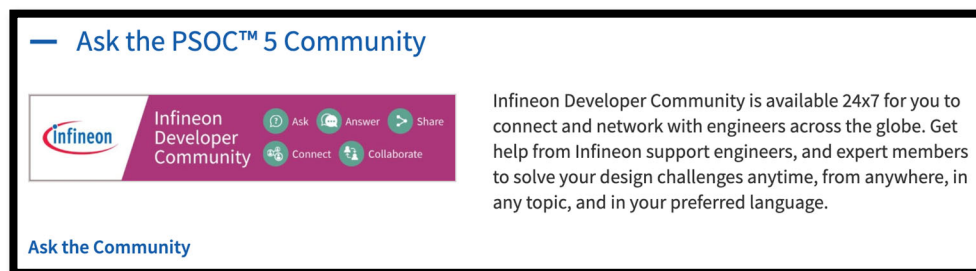 — Ask the PSOC™ 5 Community
infineon
Infineon
Developer
Community
Ask
Answer
Share
Connect
Collaborate
Infineon Developer Community is available 24x7 for you to
connect and network with engineers across the globe. Get
help from Infineon support engineers, and expert members
to solve your design challenges anytime, from anywhere, in
any topic, and in your preferred language.
Ask the Community